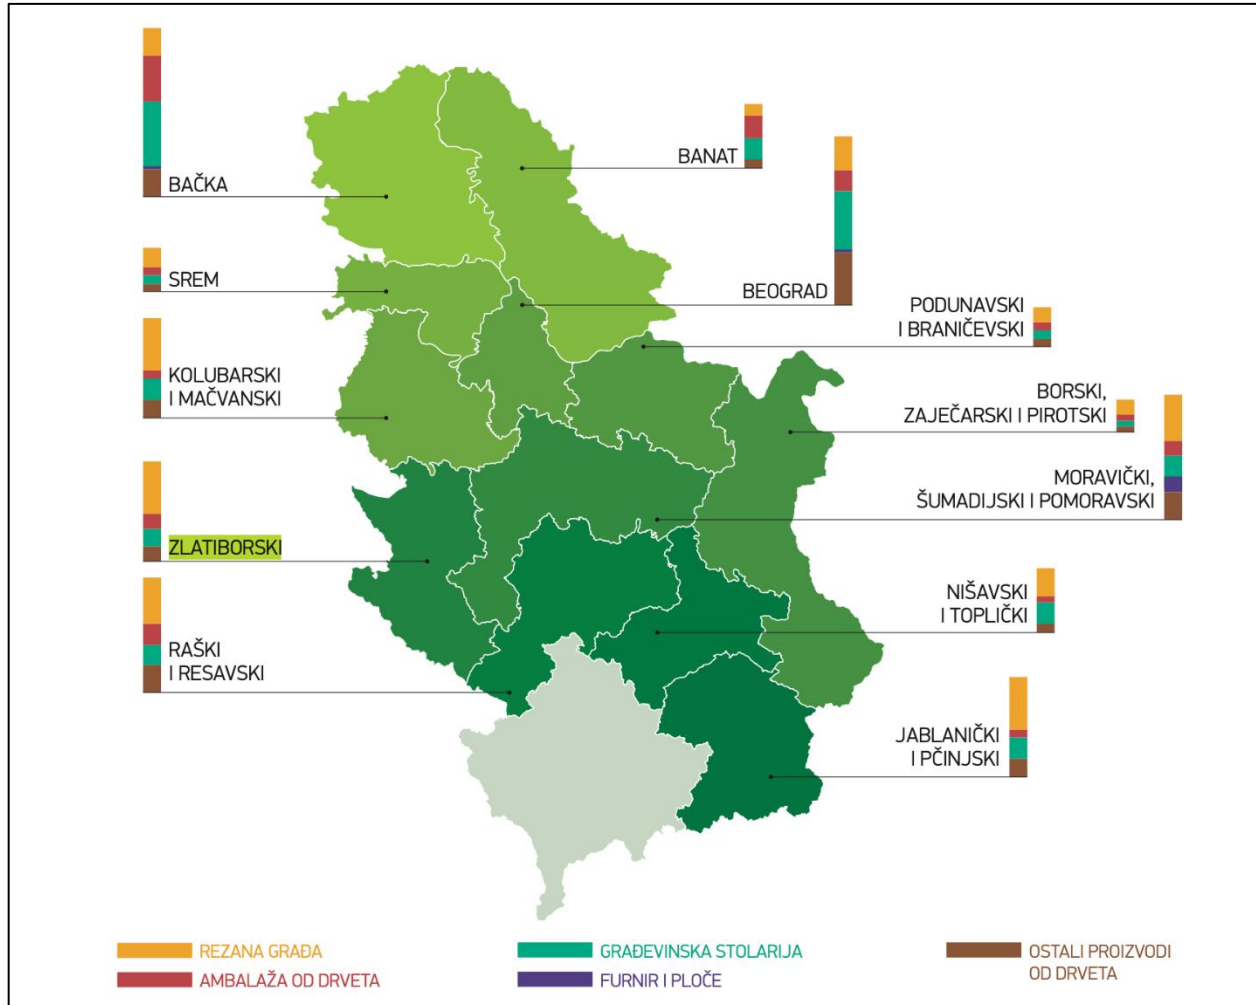 BAČKA
BANAT
SREM
BEOGRAD
PODUNAVSKI
I BRANIČEVSKI
KOLUBARSKI
I MAČVANSKI
BORSKI,
ZAJEČARSKI I PIROTSKI
MORAVIČKI,
ŠUMADIJSKI I POMORAVSKI
ZLATIBORSKI
NIŠAVSKI
I TOPLIČKI
RAŠKI
I RESAVSKI
JABLANIČKI
I PČINJSKI
REZANA GRAĐA
AMBALAŽA OD DRVETA
GRAĐEVINSKA STOLARIJA
FURNIR I PLOČE
OSTALI PROIZVODI
OD DRVETA